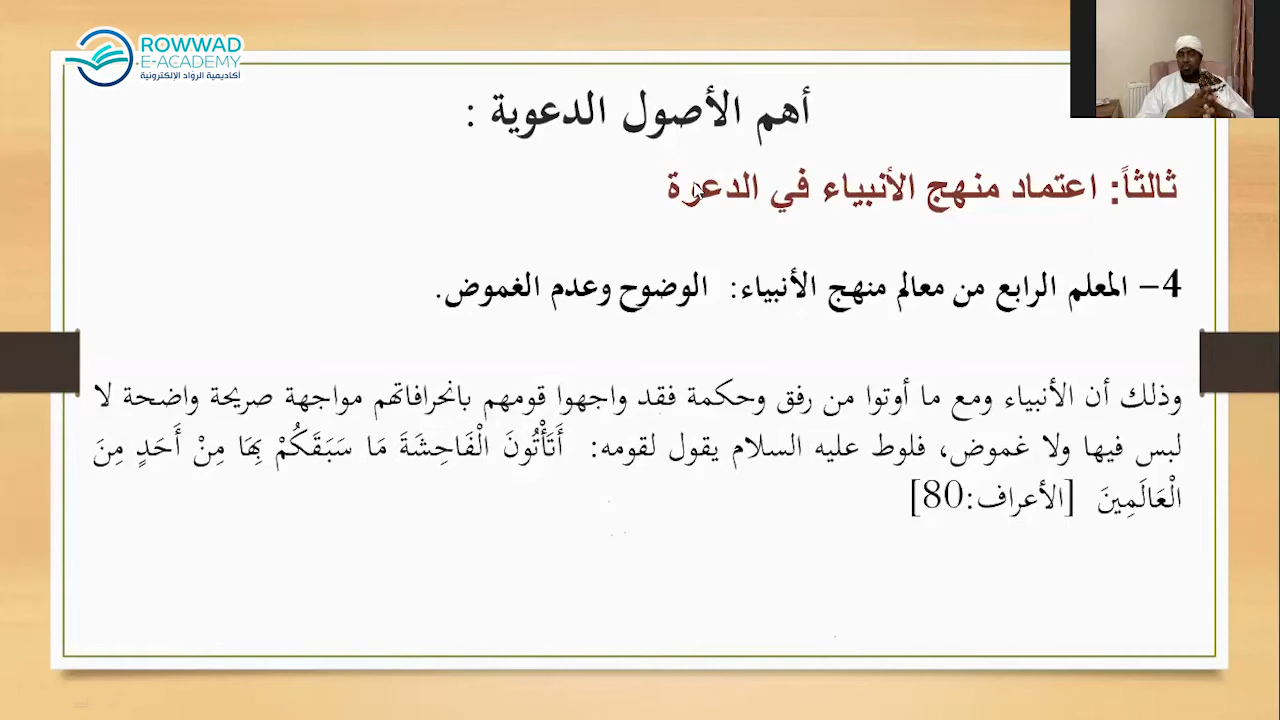 ROWWAD
E-ACADEMY
أكاديمية الرواد الإلكترونية
أهم الأصول الدعوية :
ثالثاً: اعتماد منهج الأنبياء في الدعوة
4- المعلم الرابع من معالم منهج الأنبياء: الوضوح وعدم الغموض.
وذلك أن الأنبياء ومع ما أوتوا من رفق وحكمة فقد واجهوا قومهم بانحرافاتهم مواجهة صريحة واضحة لا
لبس فيها ولا غموض، فلوط عليه السلام يقول لقومه: أَتَأْتُونَ الْفَاحِشَةَ مَا سَبَقَكُمْ بِهَا مِنْ أَحَدٍ مِنَ
الْعَالَمِينَ [الأعراف:80]